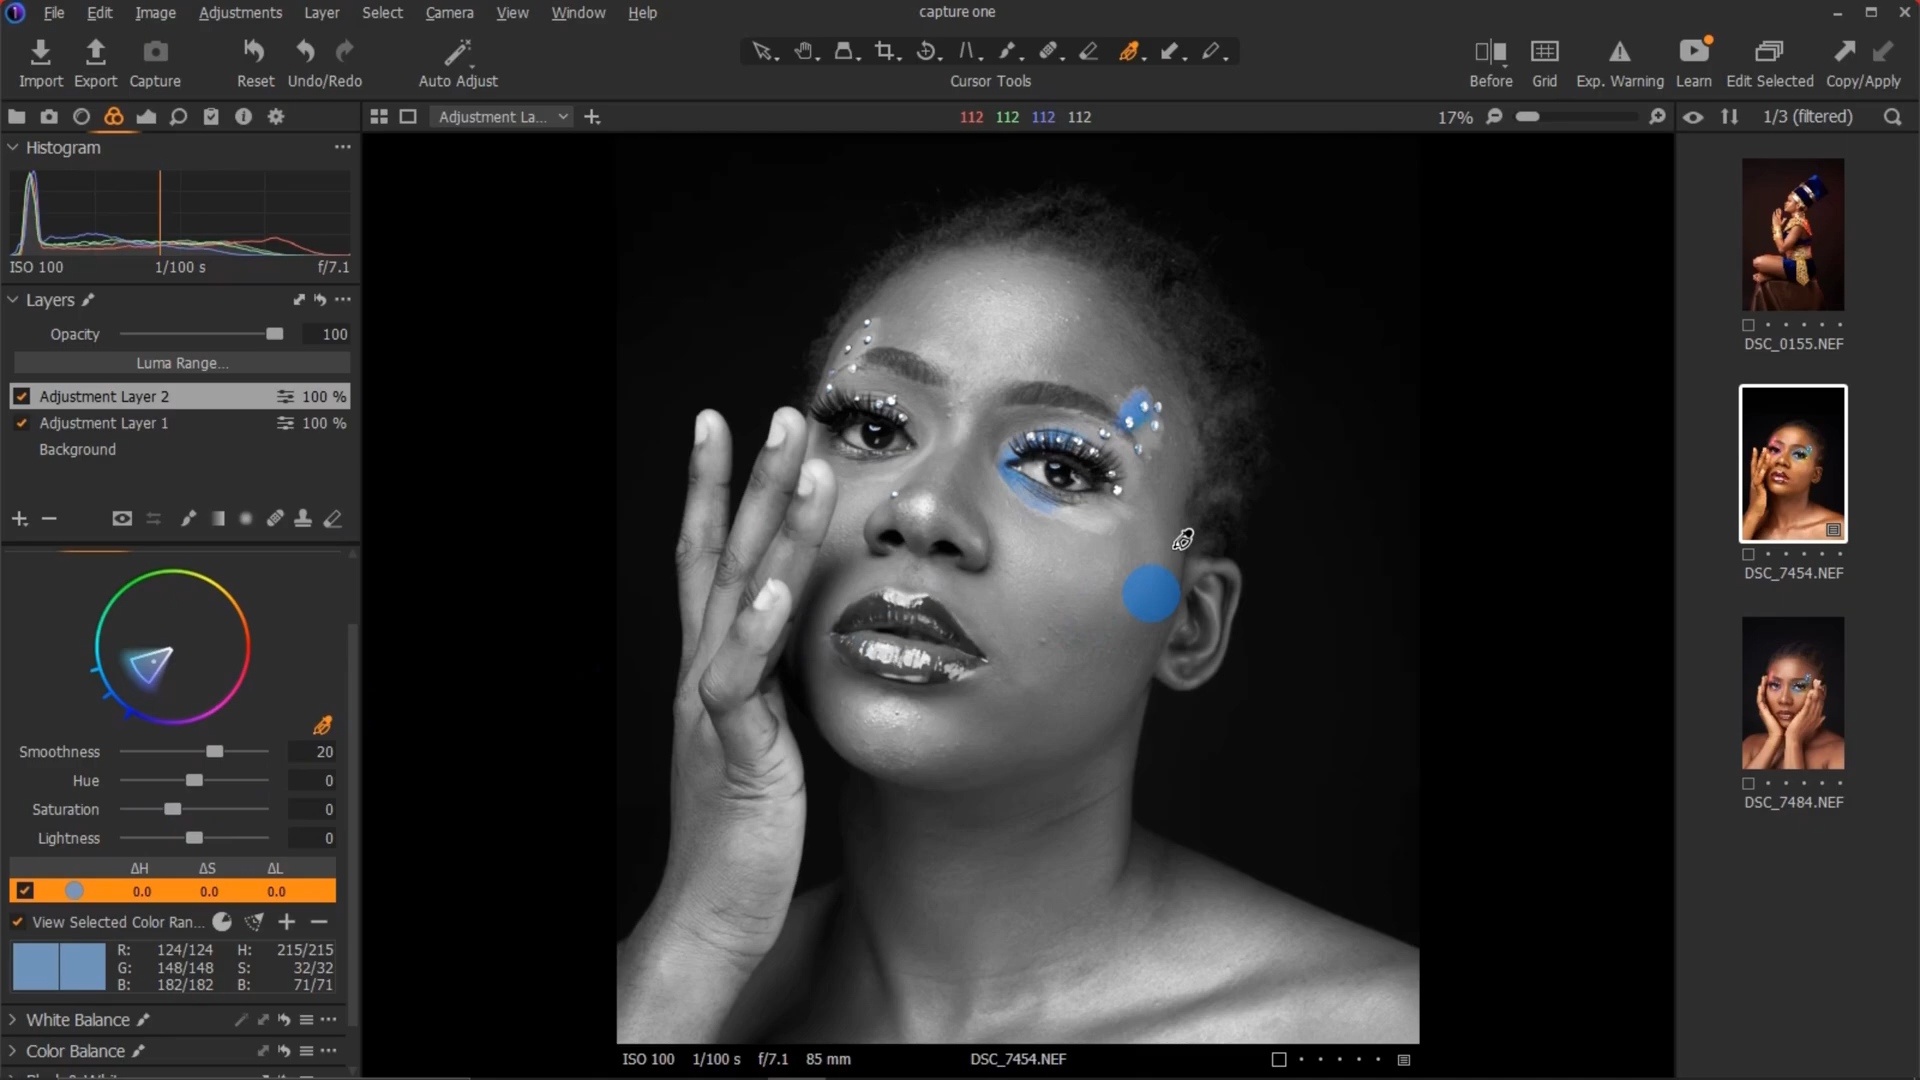 File Edit Image Adjustments Layer Select Camera View Window Help
capture one
Import Export Capture
Reset Undo/Redo
Auto Adjust
Cursor Tools
Before Grid Exp. Warning Learn Edit Selected Copy/Apply
Adjustment La...
112 112 112 112
17%
1/3 (filtered)
Histogram
ISO 100 1/100 s f/7.1
Layers
Opacity 100
Luma Range...
Adjustment Layer 2 100 %
Adjustment Layer 1 100 %
Background
Smoothness 20
Hue 0
Saturation 0
Lightness 0
ΔH ΔS ΔL
0.0 0.0 0.0
View Selected Color Ran...
R: 124/124 H: 215/215
G: 148/148 S: 32/32
B: 182/182 B: 71/71
White Balance
Color Balance
ISO 100 1/100 s f/7.1 85 mm
DSC_7454.NEF
DSC_0155.NEF
DSC_7454.NEF
DSC_7484.NEF